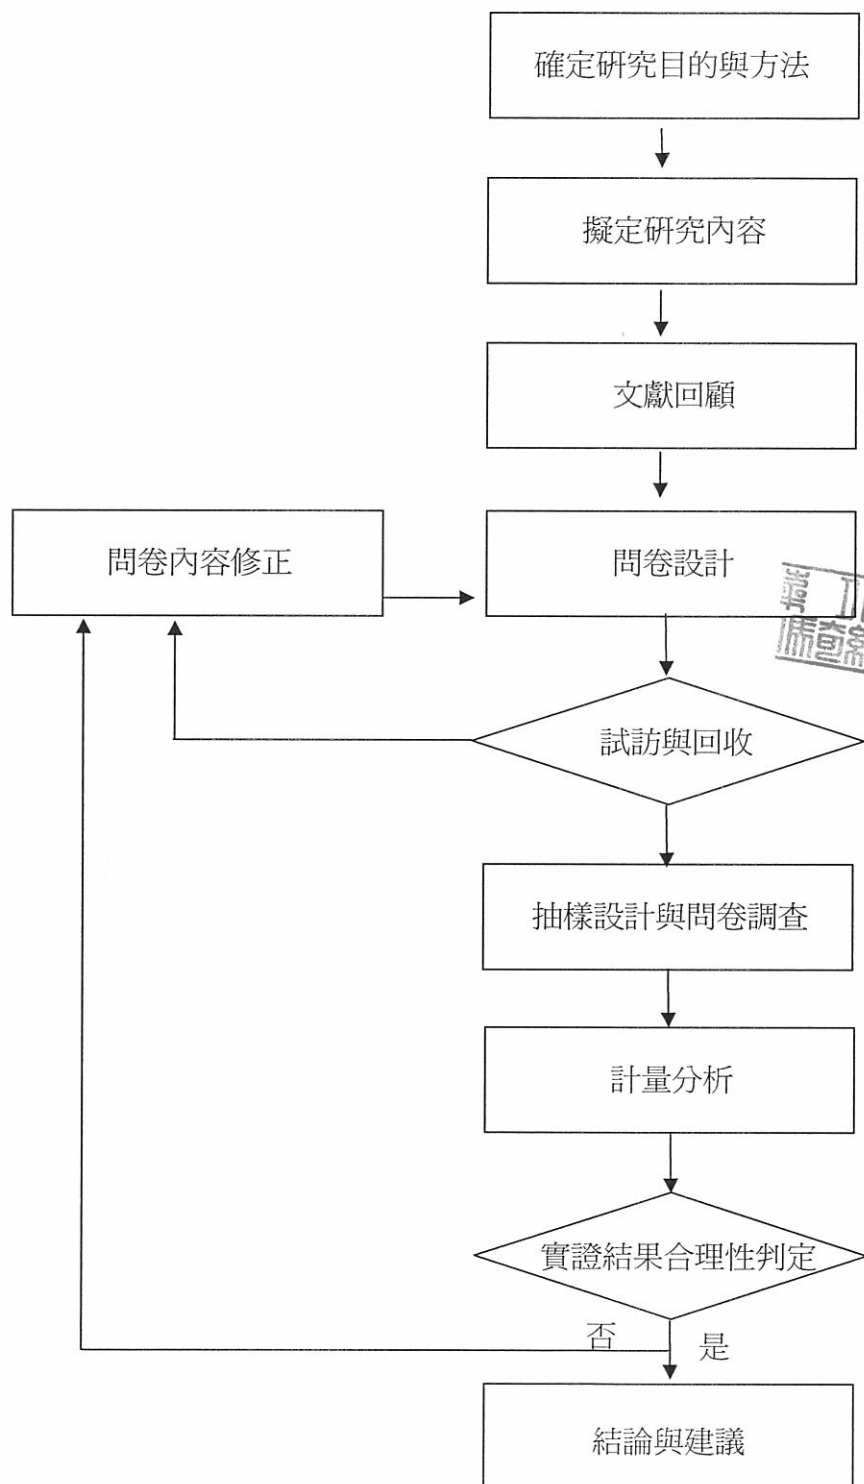 確定研究目的與方法
擬定研究內容
文獻回顧
問卷內容修正
問卷設計
試訪與回收
抽樣設計與問卷調查
計量分析
實證結果合理性判定
否
是
結論與建議